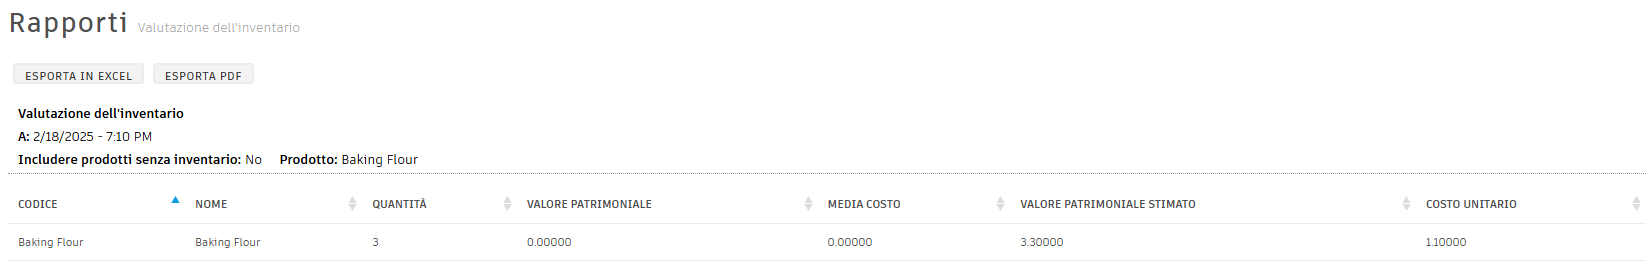 Rapporti Valutazione dell'inventario
ESPORTA IN EXCEL ESPORTA PDF
Valutazione dell'inventario
A: 2/18/2025 - 7:10 PM
Includere prodotti senza inventario: No Prodotto: Baking Flour
CODICE NOME QUANTITÀ VALORE PATRIMONIALE MEDIA COSTO VALORE PATRIMONIALE STIMATO COSTO UNITARIO
Baking Flour Baking Flour 3 0.00000 0.00000 3.30000 1.10000